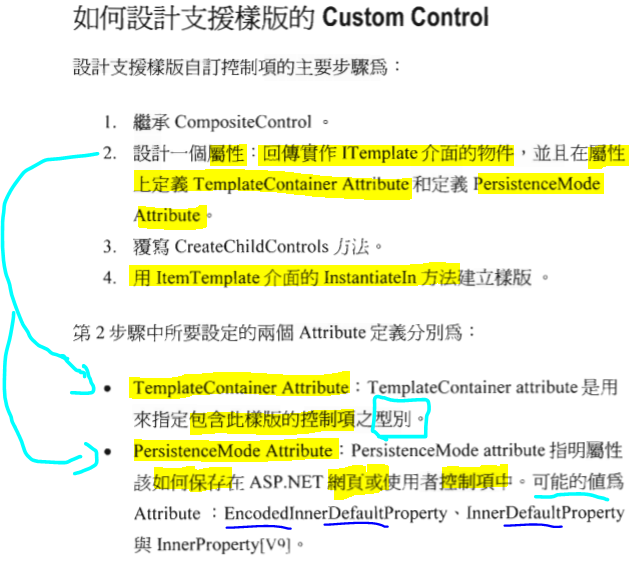 如何設計支援樣版的 Custom Control
設計支援樣版自訂控制項的主要步驟為：
1. 繼承 CompositeControl 。
2. 設計一個屬性：回傳實作 ITemplate 介面的物件，並且在屬性
上定義 TemplateContainer Attribute 和定義 PersistenceMode
Attribute。
3. 覆寫 CreateChildControls 方法。
4. 用 ItemTemplate 介面的 InstantiateIn 方法建立樣版 。
第 2 步驟中所要設定的兩個 Attribute 定義分別為：
• TemplateContainer Attribute：TemplateContainer attribute 是用
來指定包含此樣版的控制項之型別。
• PersistenceMode Attribute：PersistenceMode attribute 指明屬性
該如何保存在 ASP.NET 網頁或使用者控制項中。可能的值為
Attribute ：EncodedInnerDefaultProperty、InnerDefaultProperty
與 InnerProperty[V9]。